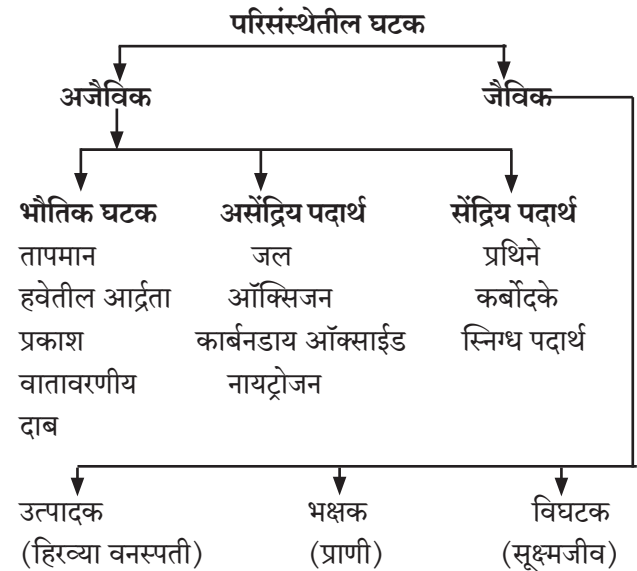 परिसंस्थेतील घटक
अजैविक जैविक
भौतिक घटक असेंद्रिय पदार्थ सेंद्रिय पदार्थ
तापमान जल प्रथिने
हवेतील आर्द्रता ऑक्सिजन कर्बोदके
प्रकाश कार्बनडाय ऑक्साईड स्निग्ध पदार्थ
वातावरणीय नायट्रोजन
दाब
उत्पादक भक्षक विघटक
(हिरव्या वनस्पती) (प्राणी) (सूक्ष्मजीव)